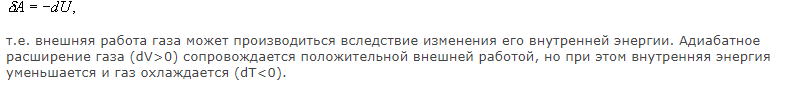 δA = −dU,
т.е. внешняя работа газа может производиться вследствие изменения его внутренней энергии. Адиабатное
расширение газа (dV>0) сопровождается положительной внешней работой, но при этом внутренняя энергия
уменьшается и газ охлаждается (dT<0).